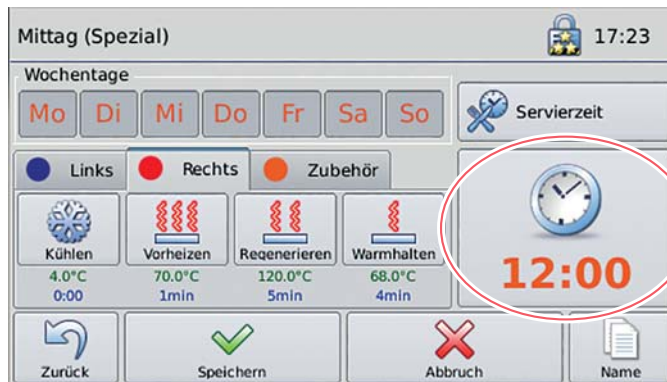 Mittag (Spezial) 17:23
Wochentage
Mo Di Mi Do Fr Sa So
Servierzeit
Links Rechts Zubehör
Kühlen Vorheizen Regenerieren Warmhalten
4.0°C 70.0°C 120.0°C 68.0°C
0:00 1min 5min 4min
12:00
Zurück Speichern Abbruch Name